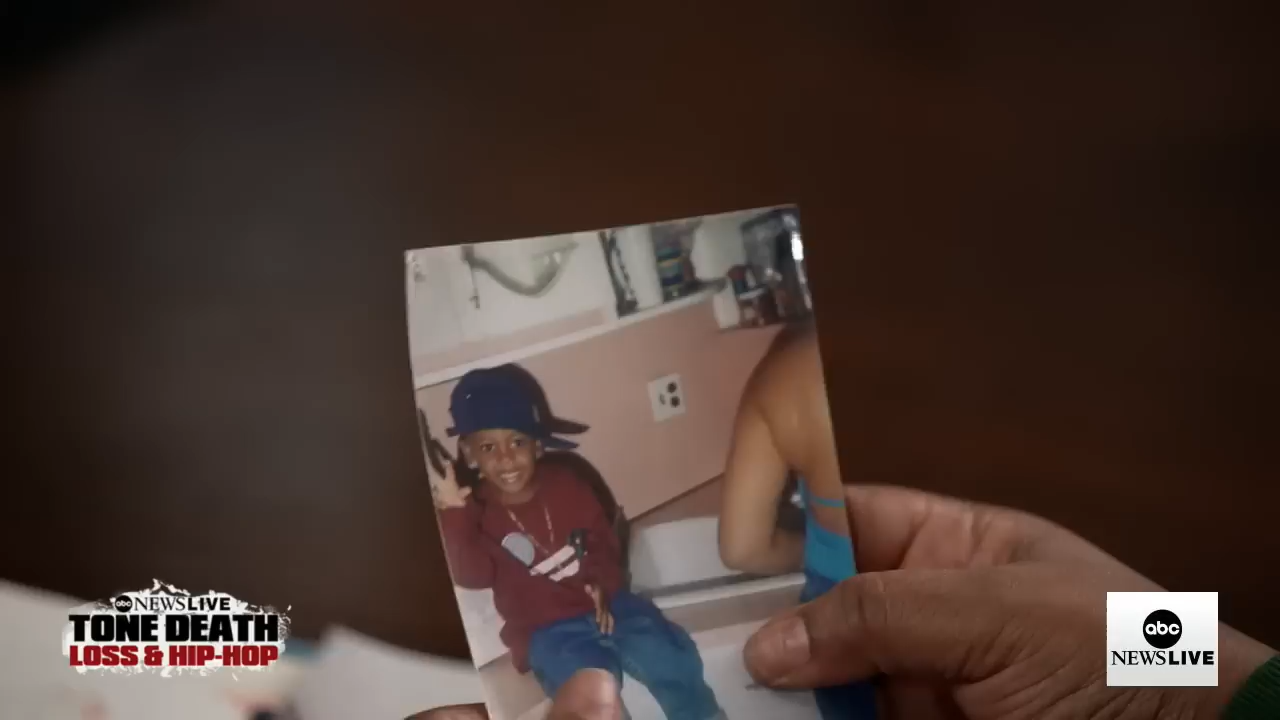 abc NEWS LIVE
TONE DEATH
LOSS & HIP-HOP
abc
NEWS LIVE